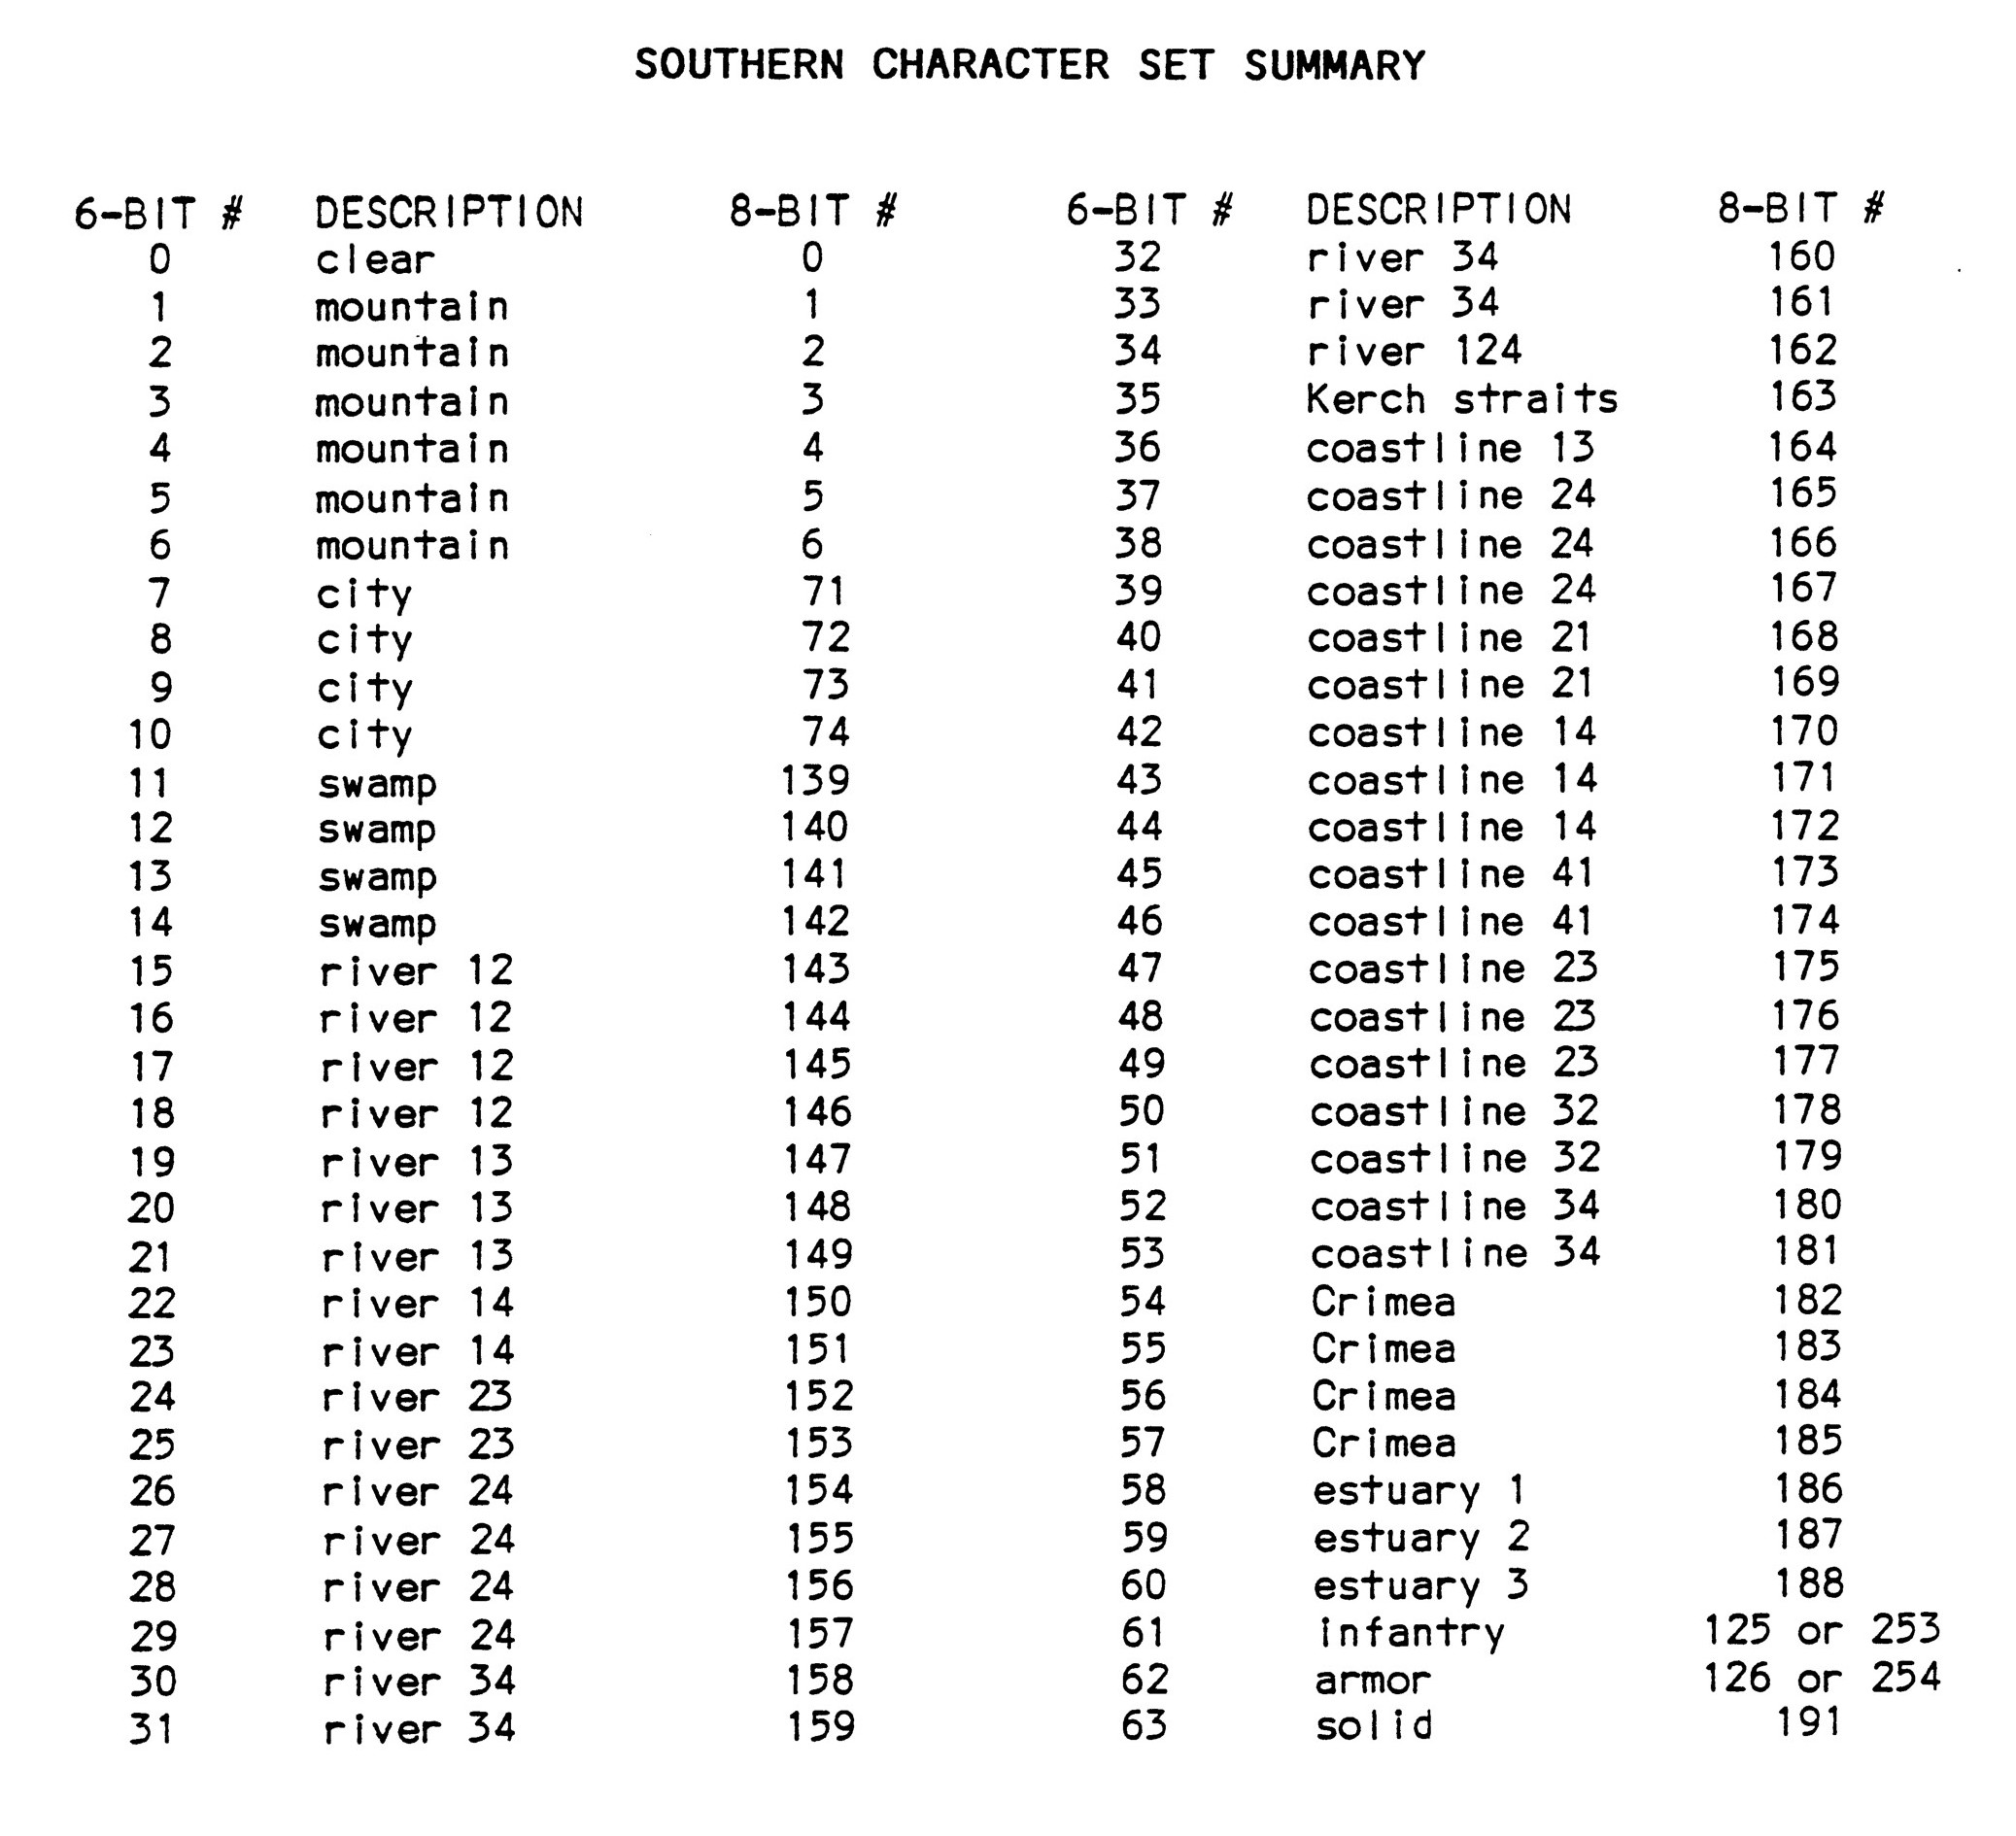 SOUTHERN CHARACTER SET SUMMARY
6-BIT # DESCRIPTION 8-BIT # 6-BIT # DESCRIPTION 8-BIT #
0 clear 0 32 river 34 160
1 mountain 1 33 river 34 161
2 mountain 2 34 river 124 162
3 mountain 3 35 Kerch straits 163
4 mountain 4 36 coastline 13 164
5 mountain 5 37 coastline 24 165
6 mountain 6 38 coastline 24 166
7 city 71 39 coastline 24 167
8 city 72 40 coastline 21 168
9 city 73 41 coastline 21 169
10 city 74 42 coastline 14 170
11 swamp 139 43 coastline 14 171
12 swamp 140 44 coastline 14 172
13 swamp 141 45 coastline 41 173
14 swamp 142 46 coastline 41 174
15 river 12 143 47 coastline 23 175
16 river 12 144 48 coastline 23 176
17 river 12 145 49 coastline 23 177
18 river 12 146 50 coastline 32 178
19 river 13 147 51 coastline 32 179
20 river 13 148 52 coastline 34 180
21 river 13 149 53 coastline 34 181
22 river 14 150 54 Crimea 182
23 river 14 151 55 Crimea 183
24 river 23 152 56 Crimea 184
25 river 23 153 57 Crimea 185
26 river 24 154 58 estuary 1 186
27 river 24 155 59 estuary 2 187
28 river 24 156 60 estuary 3 188
29 river 24 157 61 infantry 125 or 253
30 river 34 158 62 armor 126 or 254
31 river 34 159 63 solid 191